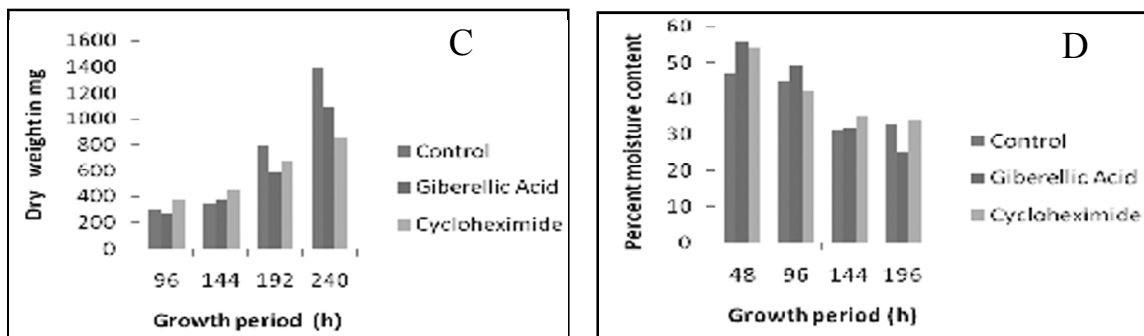 C
Dry weight in mg
1600
1400
1200
1000
800
600
400
200
0
96 144 192 240
Growth period (h)
Control
Giberellic Acid
Cycloheximide
D
Percent moisture content
60
50
40
30
20
10
0
48 96 144 196
Growth period (h)
Control
Giberellic Acid
Cycloheximide